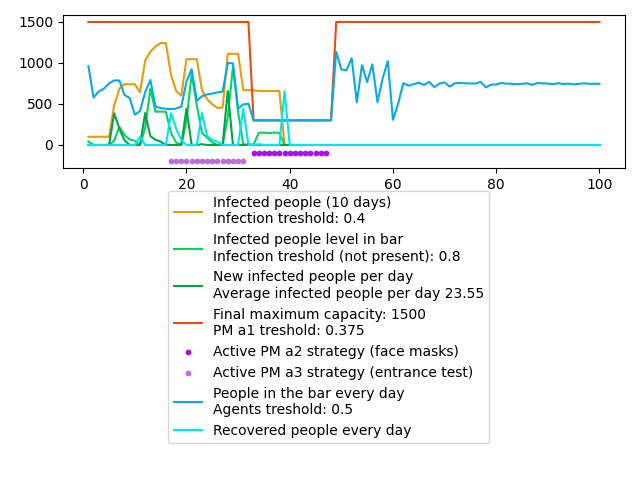 1500
1000
500
0
0 20 40 60 80 100
Infected people (10 days)
Infection treshold: 0.4
Infected people level in bar
Infection treshold (not present): 0.8
New infected people per day
Average infected people per day 23.55
Final maximum capacity: 1500
PM a1 treshold: 0.375
Active PM a2 strategy (face masks)
Active PM a3 strategy (entrance test)
People in the bar every day
Agents treshold: 0.5
Recovered people every day